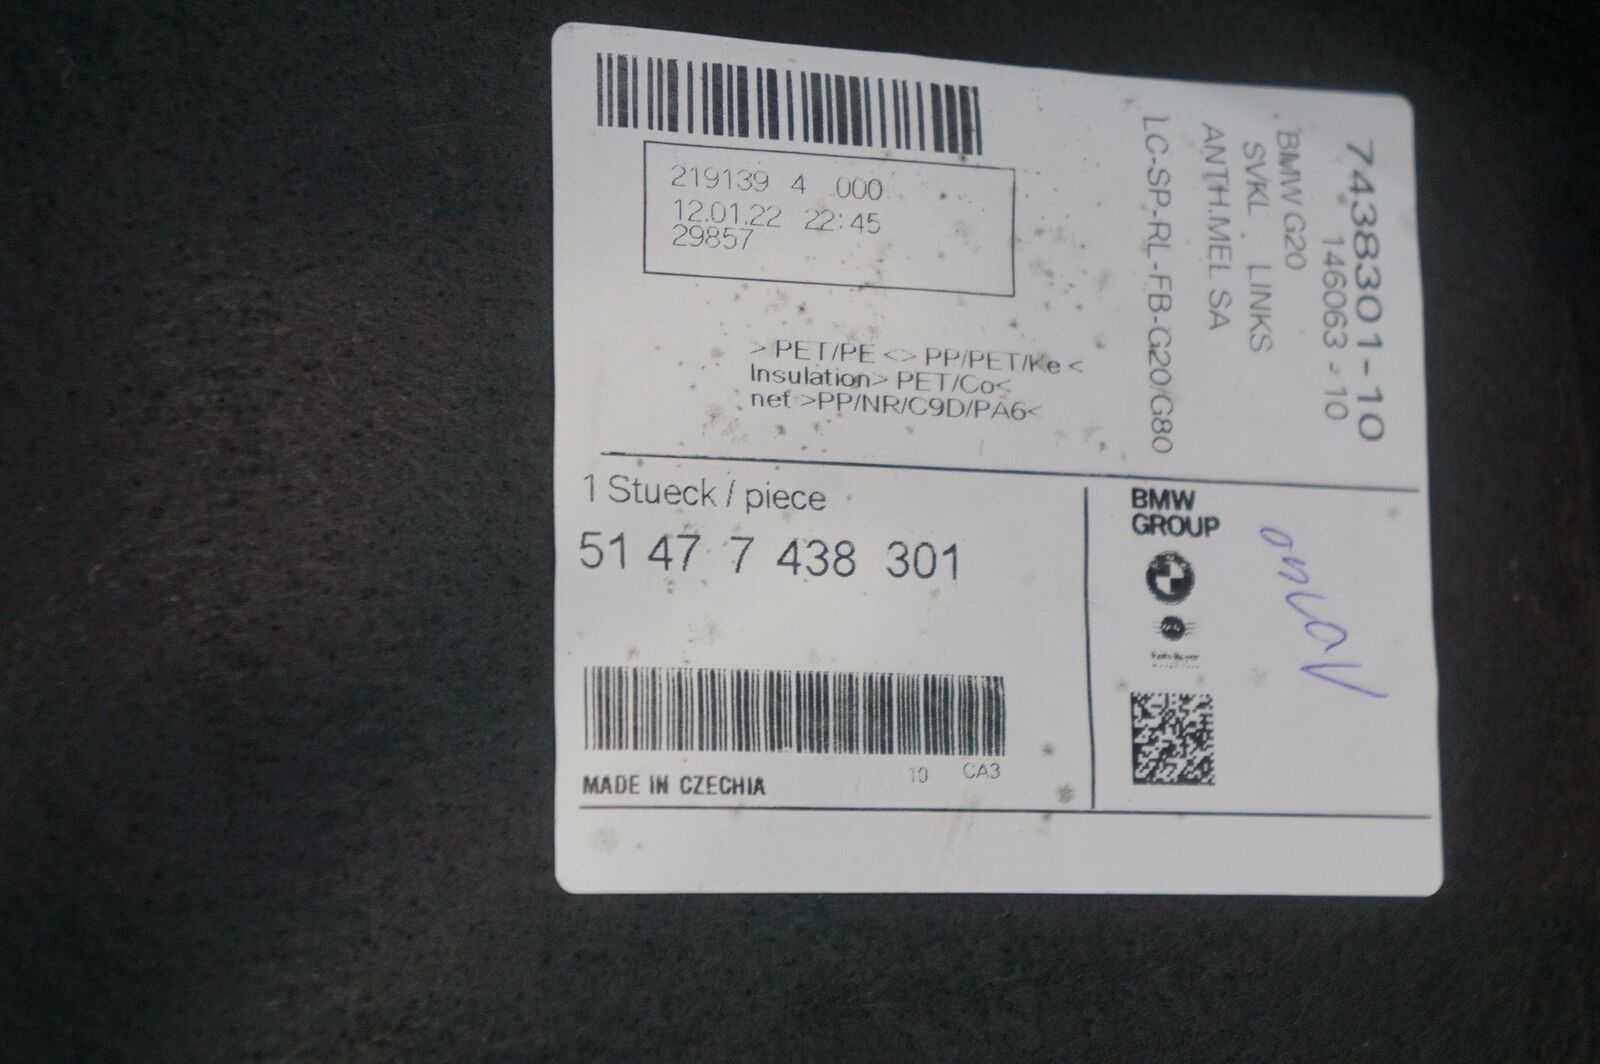 219139 4 000
12.01.22 22:45
29857
>PET/PE <> PP/PET/Ke<
Insulation> PET/Co<
net >PP/NR/C9D/PA6<
7438301-10
1460063-10
BMW G20
SVKL LINKS
ANTH.MEL SA
LC-SP-RL-FB-G20/G80
1 Stueck / piece
51 47 7 438 301
10 CA3
MADE IN CZECHIA
BMW
GROUP